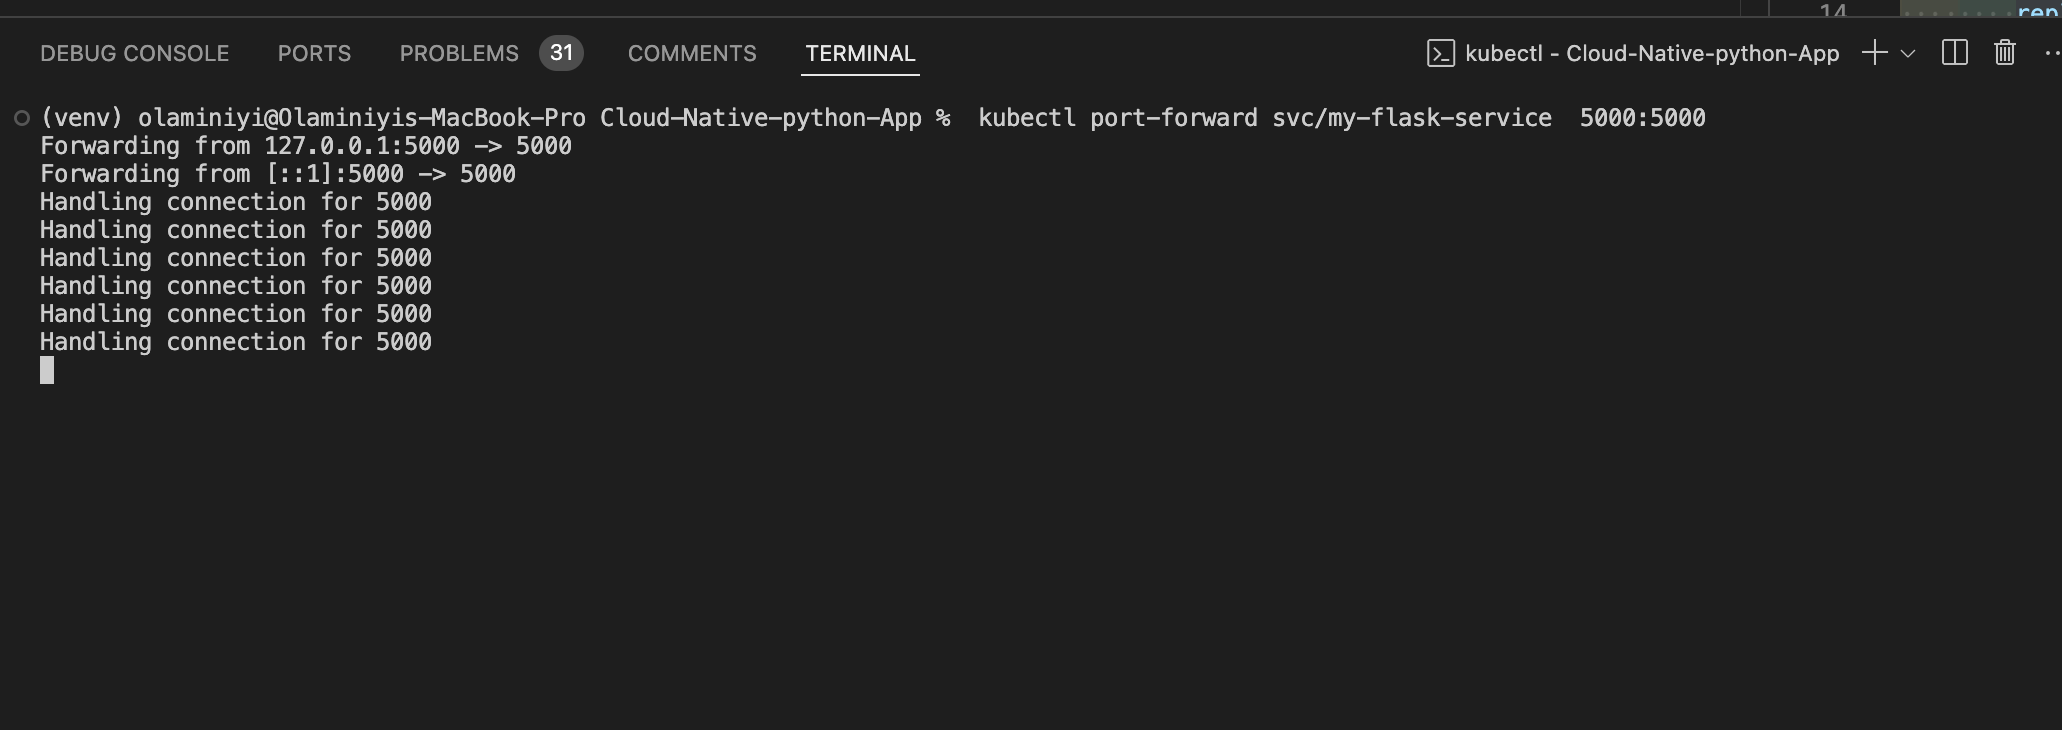 14
DEBUG CONSOLE PORTS PROBLEMS 31 COMMENTS TERMINAL kubectl - Cloud-Native-python-App
(venv) olaminiyi@Olaminiyis-MacBook-Pro Cloud-Native-python-App % kubectl port-forward svc/my-flask-service 5000:5000
Forwarding from 127.0.0.1:5000 -> 5000
Forwarding from [::1]:5000 -> 5000
Handling connection for 5000
Handling connection for 5000
Handling connection for 5000
Handling connection for 5000
Handling connection for 5000
Handling connection for 5000